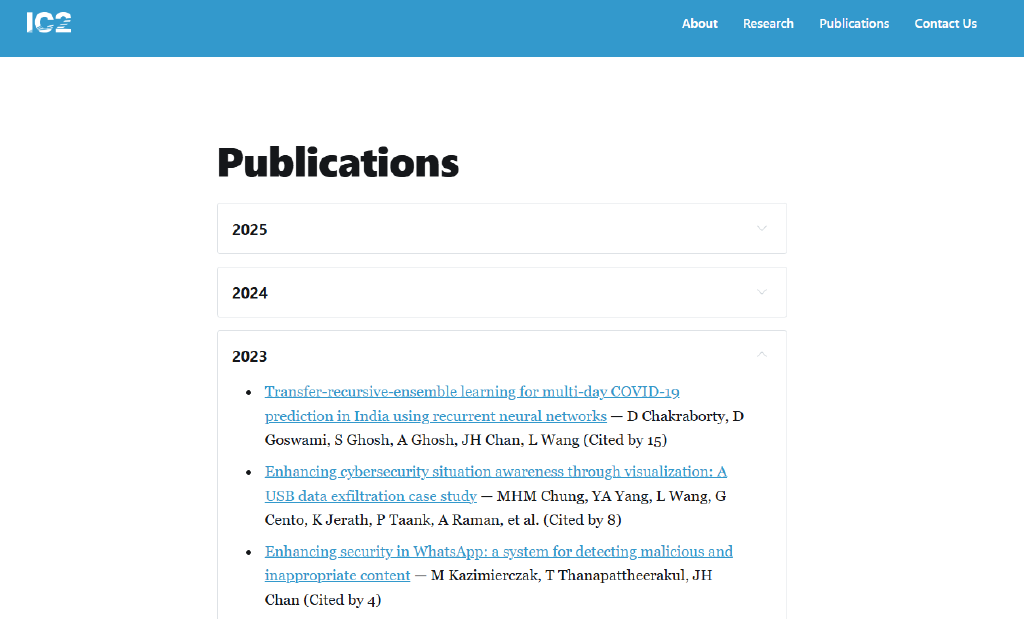 IC2
About Research Publications Contact Us
Publications
2025
2024
2023
• Transfer-recursive-ensemble learning for multi-day COVID-19
prediction in India using recurrent neural networks — D Chakraborty, D
Goswami, S Ghosh, A Ghosh, JH Chan, L Wang (Cited by 15)
• Enhancing cybersecurity situation awareness through visualization: A
USB data exfiltration case study — MHM Chung, YA Yang, L Wang, G
Cento, K Jerath, P Taank, A Raman, et al. (Cited by 8)
• Enhancing security in WhatsApp: a system for detecting malicious and
inappropriate content — M Kazimierczak, T Thanapattheerakul, JH
Chan (Cited by 4)